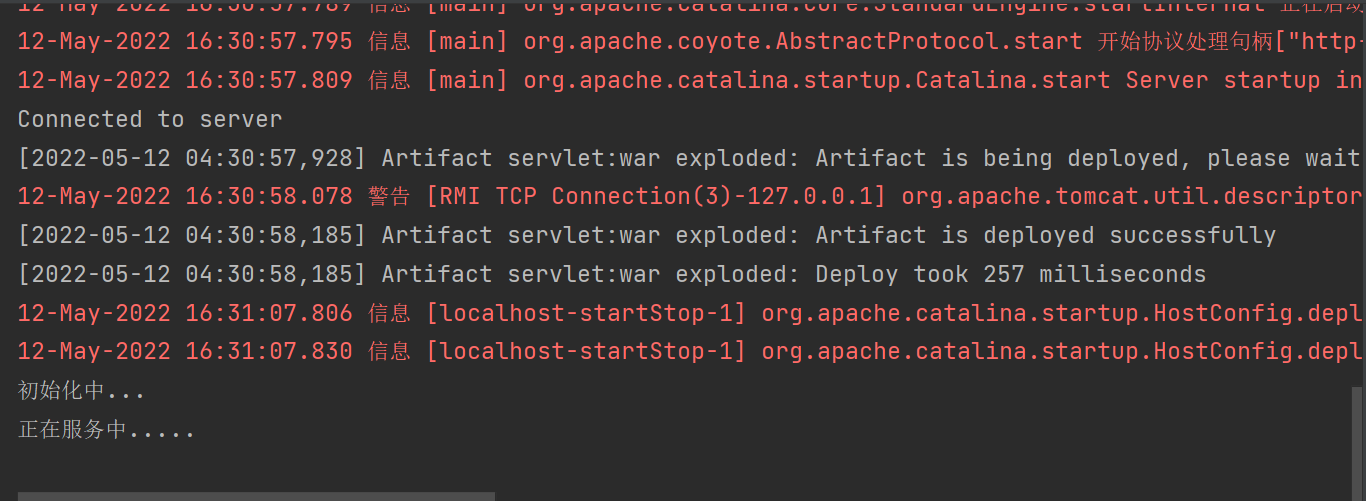 12-May-2022 16:30:57.789 信息 [main] org.apache.catalina.core.StandardEngine.startInternal 正在启动
12-May-2022 16:30:57.795 信息 [main] org.apache.coyote.AbstractProtocol.start 开始协议处理句柄["http-
12-May-2022 16:30:57.809 信息 [main] org.apache.catalina.startup.Catalina.start Server startup in
Connected to server
[2022-05-12 04:30:57,928] Artifact servlet:war exploded: Artifact is being deployed, please wait
12-May-2022 16:30:58.078 警告 [RMI TCP Connection(3)-127.0.0.1] org.apache.tomcat.util.descriptor
[2022-05-12 04:30:58,185] Artifact servlet:war exploded: Artifact is deployed successfully
[2022-05-12 04:30:58,185] Artifact servlet:war exploded: Deploy took 257 milliseconds
12-May-2022 16:31:07.806 信息 [localhost-startStop-1] org.apache.catalina.startup.HostConfig.depl
12-May-2022 16:31:07.830 信息 [localhost-startStop-1] org.apache.catalina.startup.HostConfig.depl
初始化中...
正在服务中.....